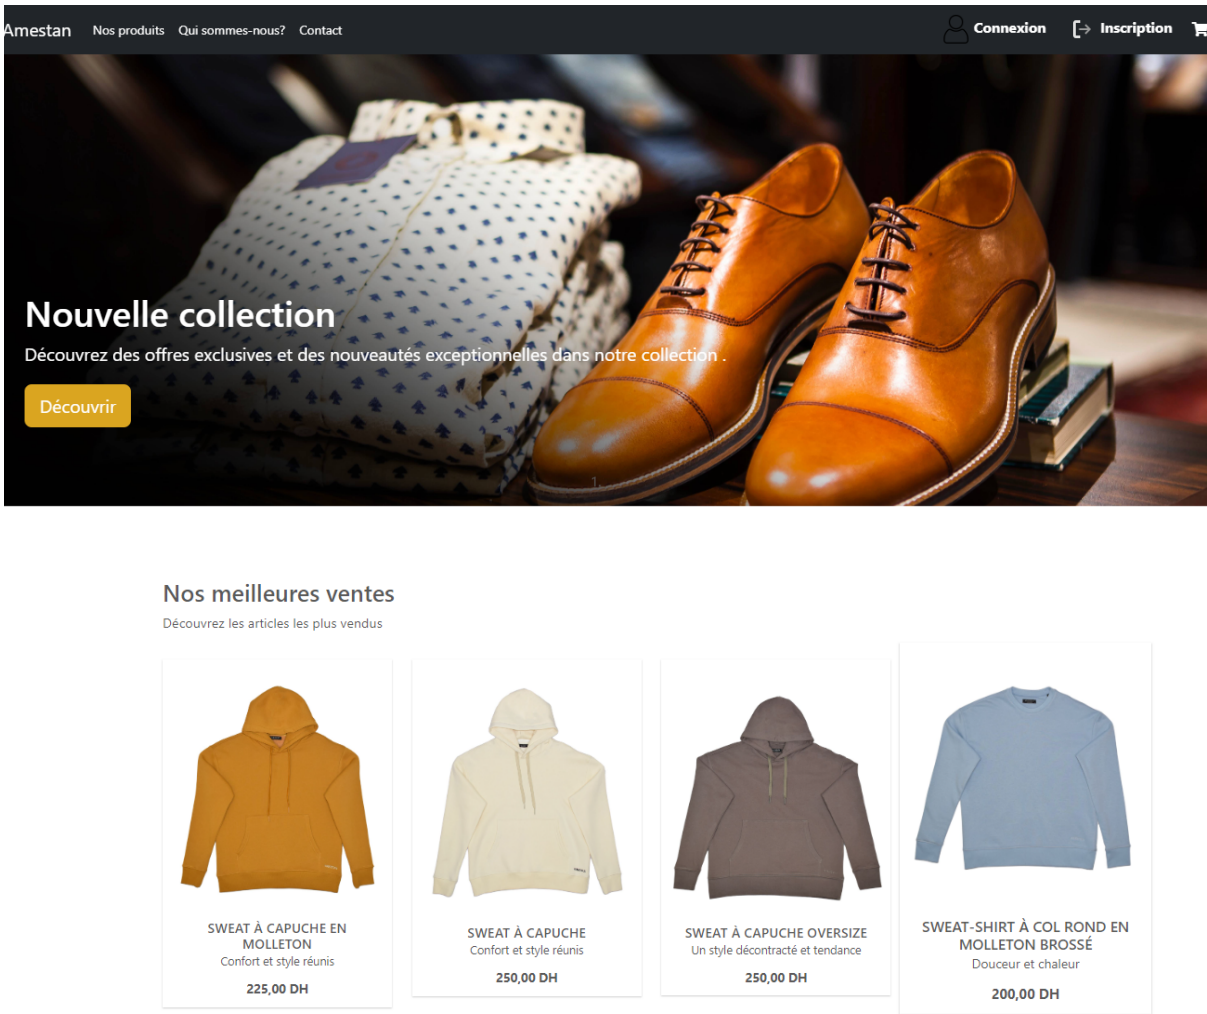 Amestan Nos produits Qui sommes-nous? Contact Connexion Inscription
Nouvelle collection
Découvrez des offres exclusives et des nouveautés exceptionnelles dans notre collection .
Découvrir
1.
Nos meilleures ventes
Découvrez les articles les plus vendus
SWEAT À CAPUCHE EN
MOLLETON
Confort et style réunis
225,00 DH
SWEAT À CAPUCHE
Confort et style réunis
250,00 DH
SWEAT À CAPUCHE OVERSIZE
Un style décontracté et tendance
250,00 DH
SWEAT-SHIRT À COL ROND EN
MOLLETON BROSSÉ
Douceur et chaleur
200,00 DH